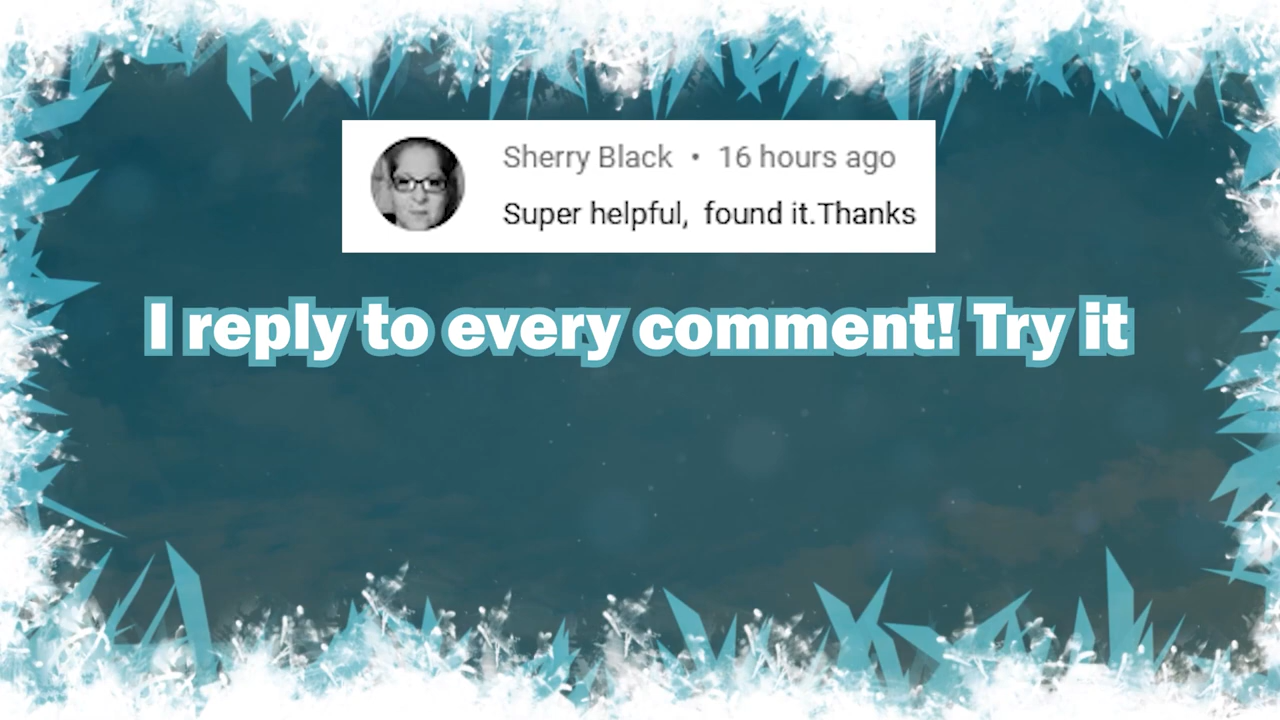 Sherry Black • 16 hours ago
Super helpful,  found it.Thanks
I reply to every comment! Try it